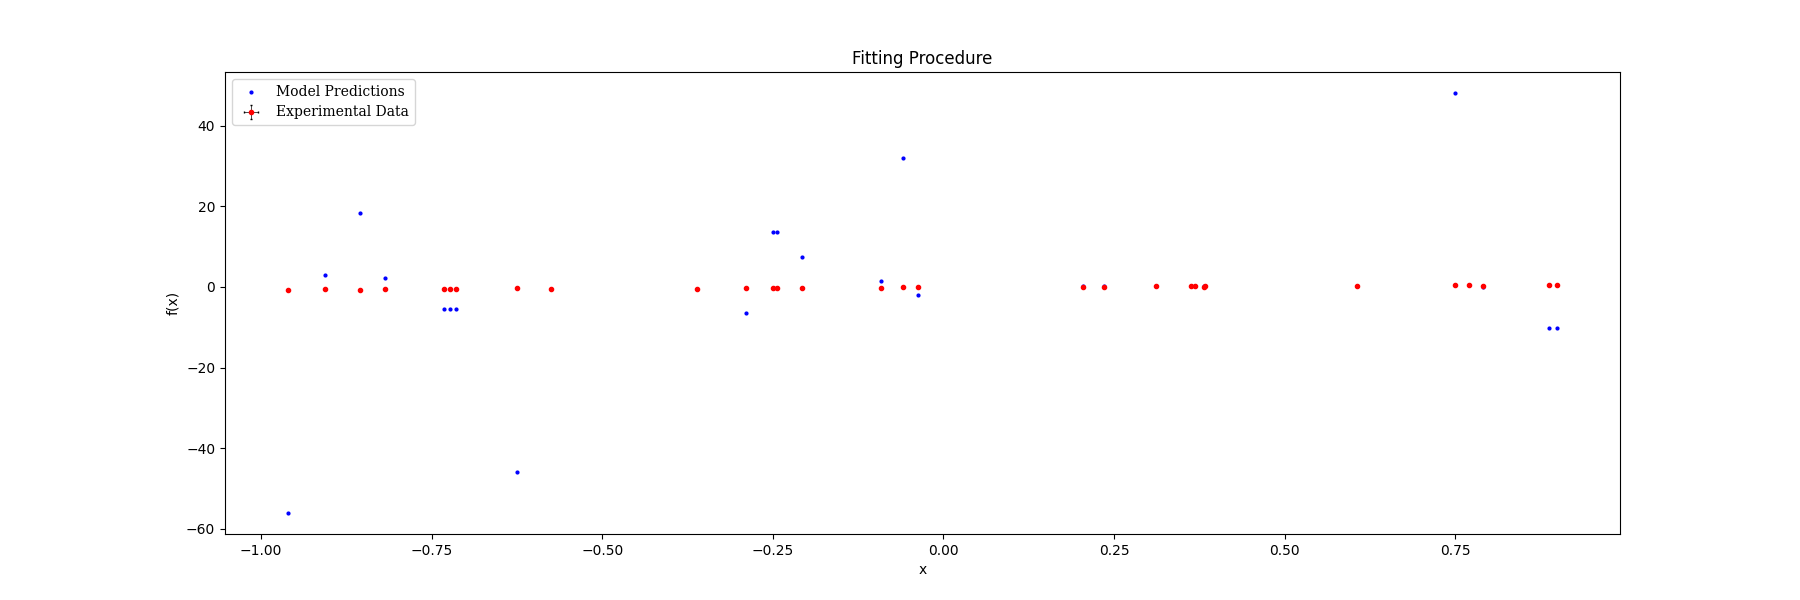 Fitting Procedure
Model Predictions
Experimental Data
f(x)
40
20
0
−20
−40
−60
−1.00 −0.75 −0.50 −0.25 0.00 0.25 0.50 0.75
x